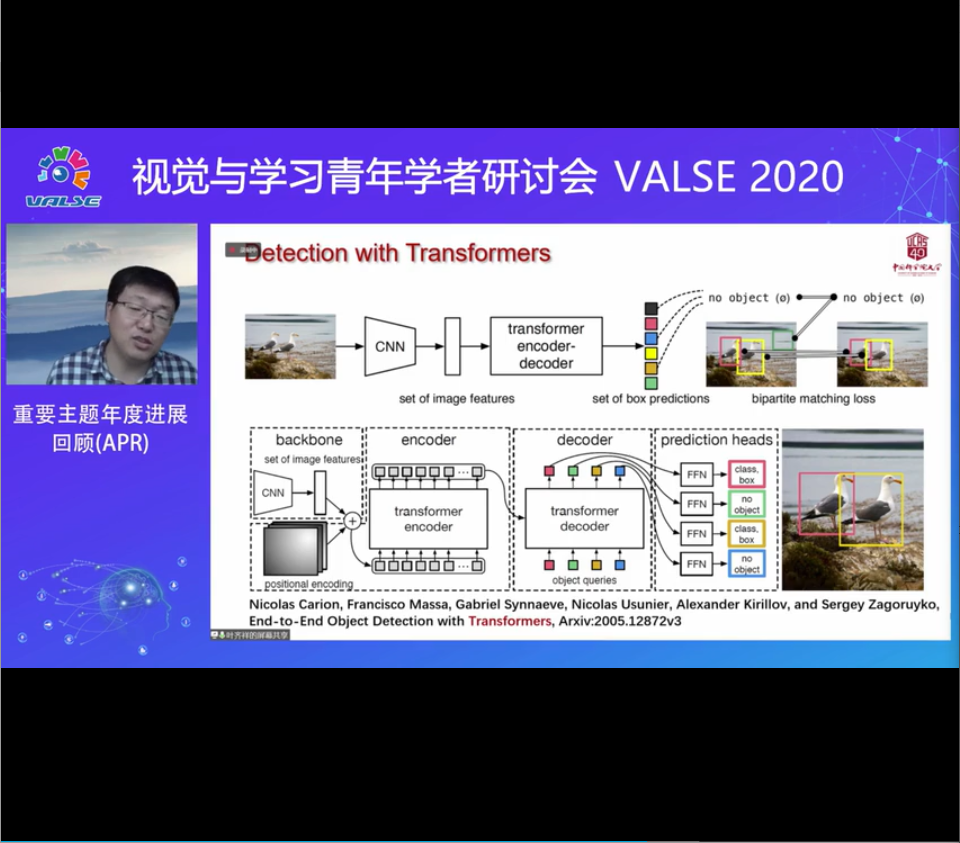 视觉与学习青年学者研讨会 VALSE 2020
VALSE
重要主题年度进展
回顾(APR)
Detection with Transformers
UCAS
40
中国科学院大学
CNN
transformer
encoder-
decoder
set of image features
set of box predictions
no object (ø)
no object (ø)
bipartite matching loss
backbone
set of image features
CNN
+
positional encoding
encoder
...
transformer
encoder
...
decoder
transformer
decoder
object queries
prediction heads
FFN
class,
box
FFN
no
object
FFN
class,
box
FFN
no
object
Nicolas Carion, Francisco Massa, Gabriel Synnaeve, Nicolas Usunier, Alexander Kirillov, and Sergey Zagoruyko,
End-to-End Object Detection with Transformers, Arxiv:2005.12872v3
叶齐祥的屏幕共享